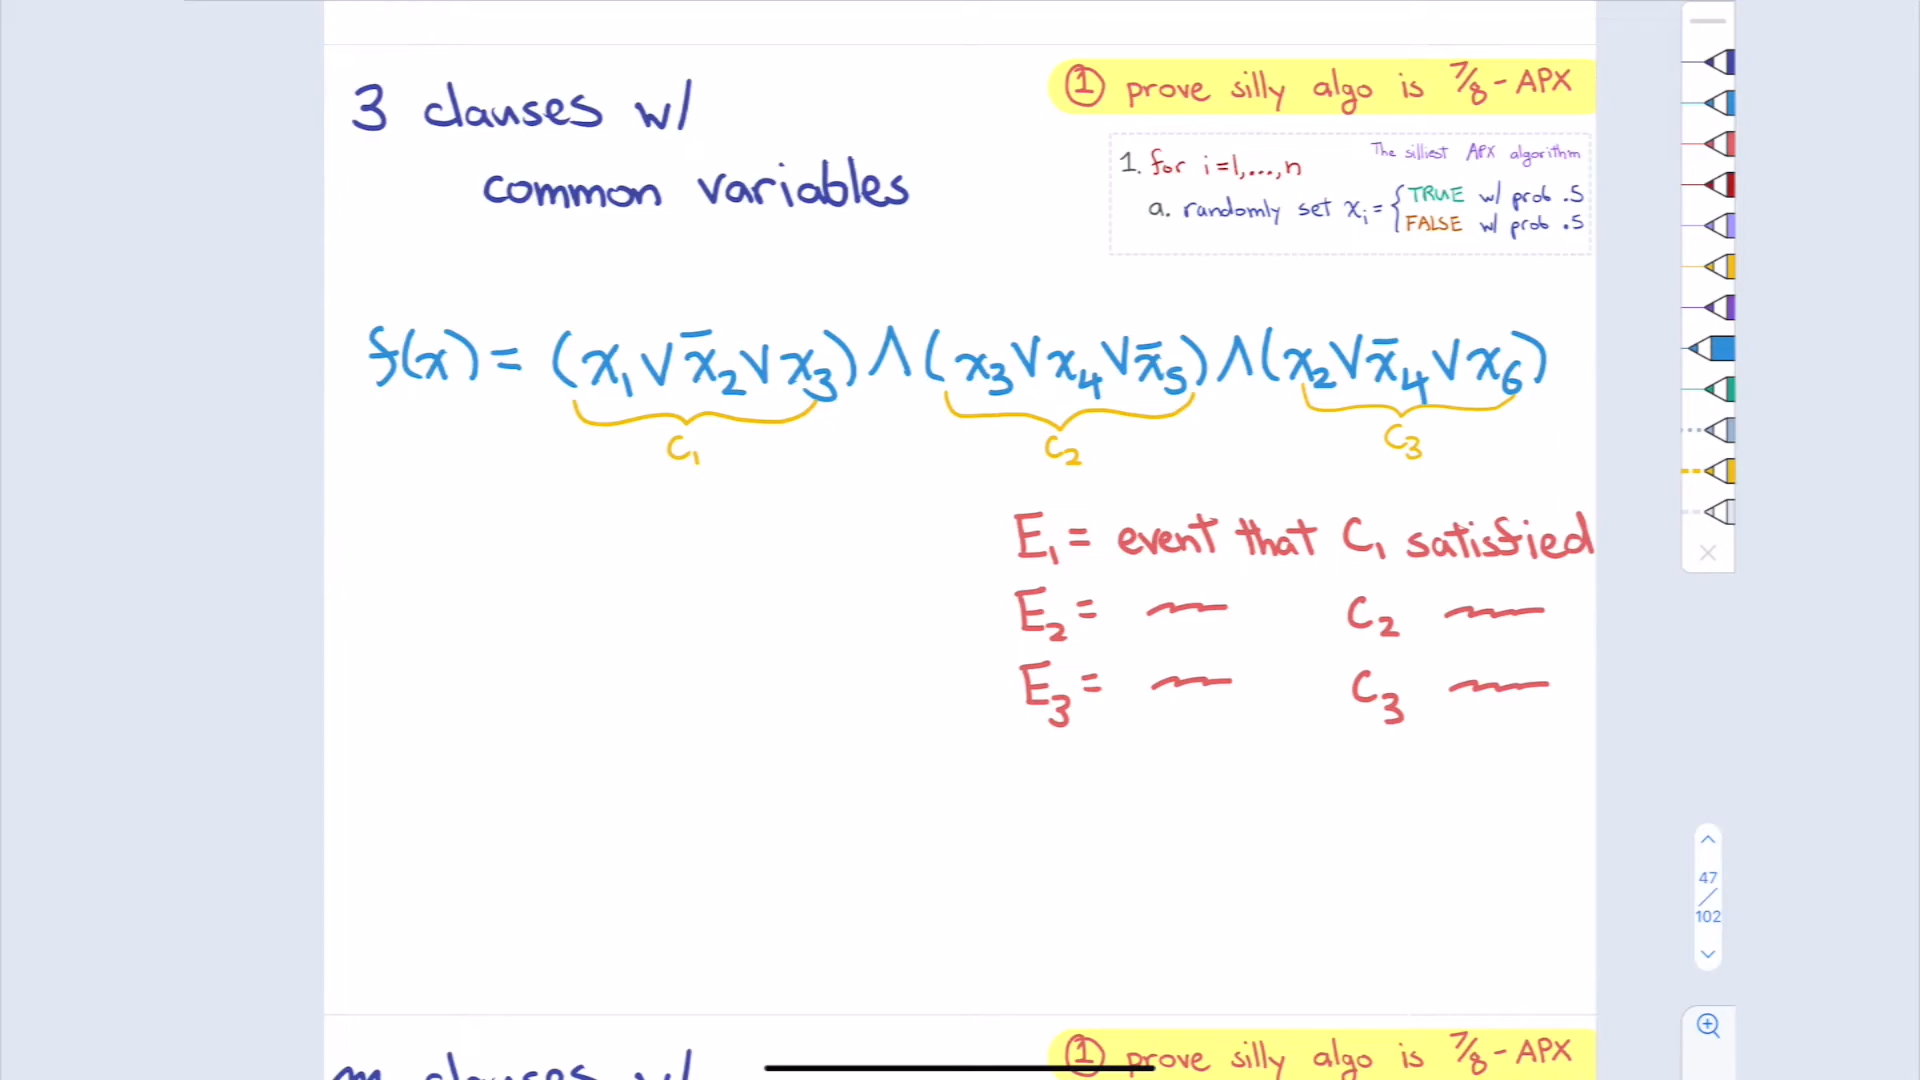 3 clauses w/
common variables
① prove silly algo is 7/8-APX
The silliest APX algorithm
1. for i=1,...,n
a. randomly set xᵢ = { TRUE w/ prob .5
FALSE w/ prob .5
f(x) = (x₁ ∨ x̄₂ ∨ x₃) ∧ (x₃ ∨ x₄ ∨ x̄₅) ∧ (x₂ ∨ x̄₄ ∨ x₆)
C₁ C₂ C₃
E₁ = event that C₁ satisfied
E₂ = C₂
E₃ = C₃
47
/
102
① prove silly algo is 7/8-APX
m clauses w/